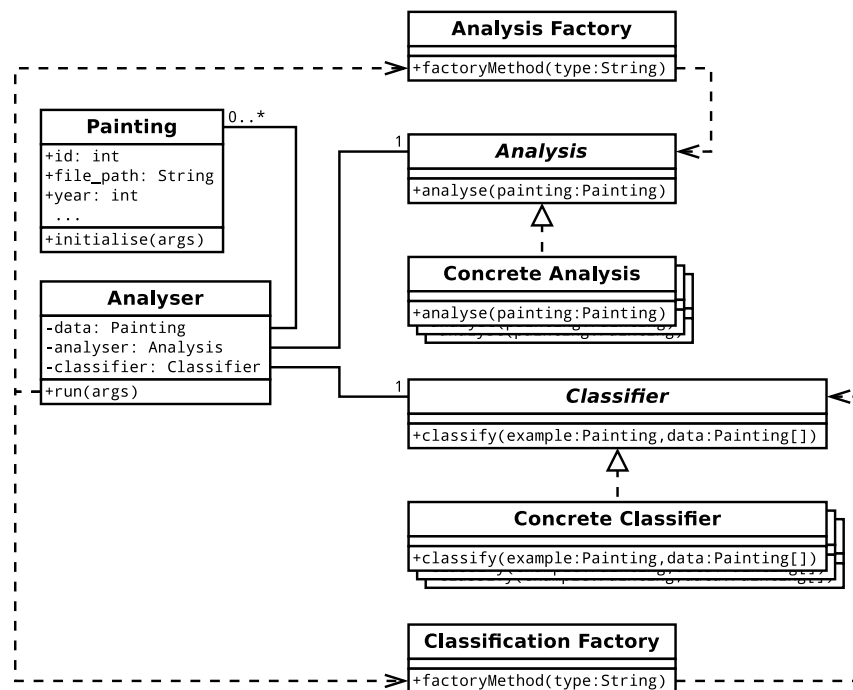 Analysis Factory
+factoryMethod(type:String)
0..*
Painting
+id: int
+file_path: String
+year: int
...
+initialise(args)
1
Analysis
+analyse(painting:Painting)
Concrete Analysis
+analyse(painting:Painting)
Analyser
-data: Painting
-analyser: Analysis
-classifier: Classifier
+run(args)
1
Classifier
+classify(example:Painting,data:Painting[])
Concrete Classifier
+classify(example:Painting,data:Painting[])
Classification Factory
+factoryMethod(type:String)